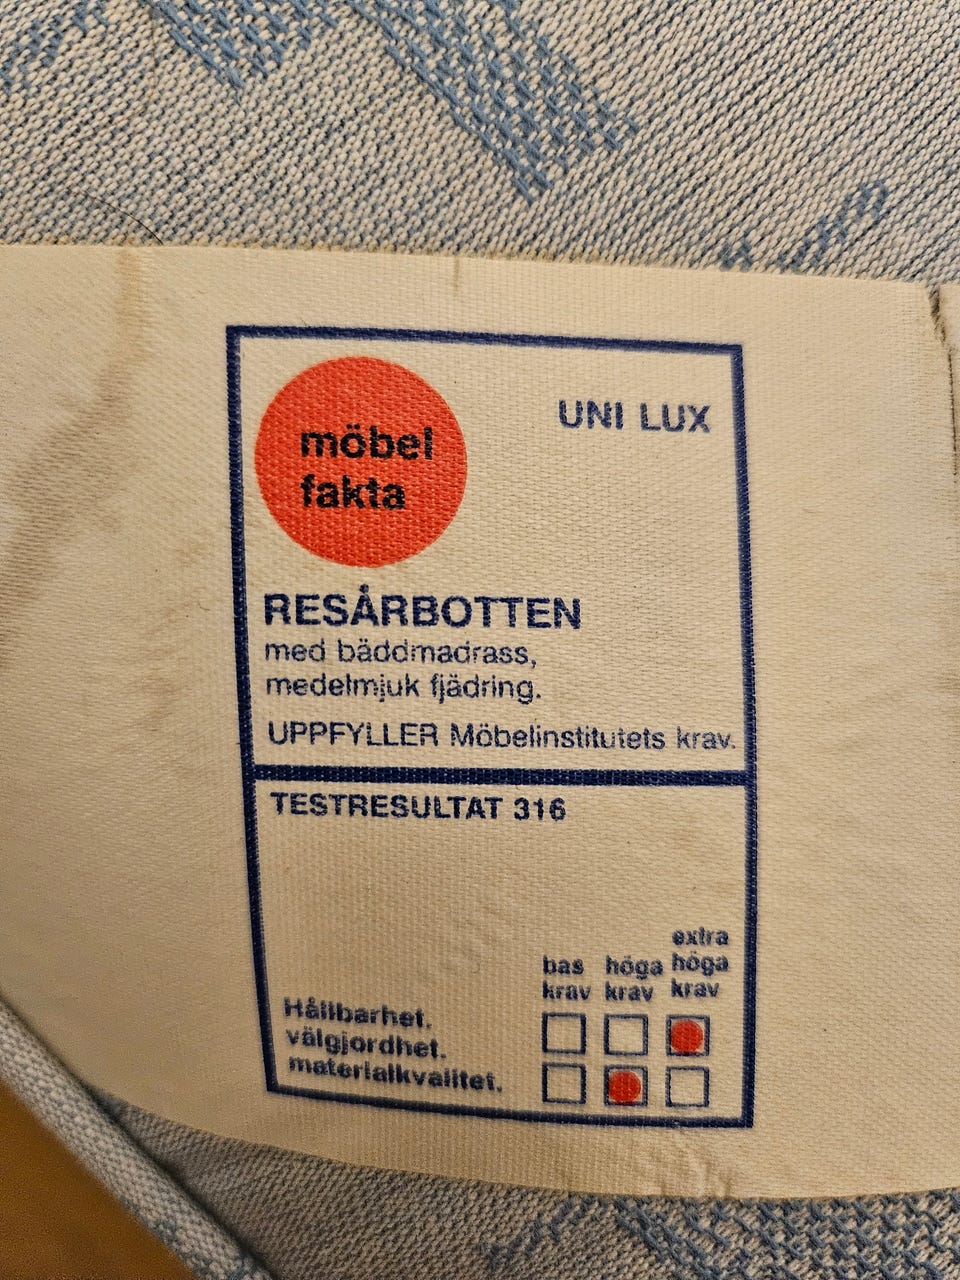 möbel
fakta
UNI LUX
RESÅRBOTTEN
med bäddmadrass,
medelmjuk fjädring.
UPPFYLLER Möbelinstitutets krav.
TESTRESULTAT 316
bas krav
höga krav
extra höga krav
Hållbarhet.
välgjordhet.
materialkvalitet.